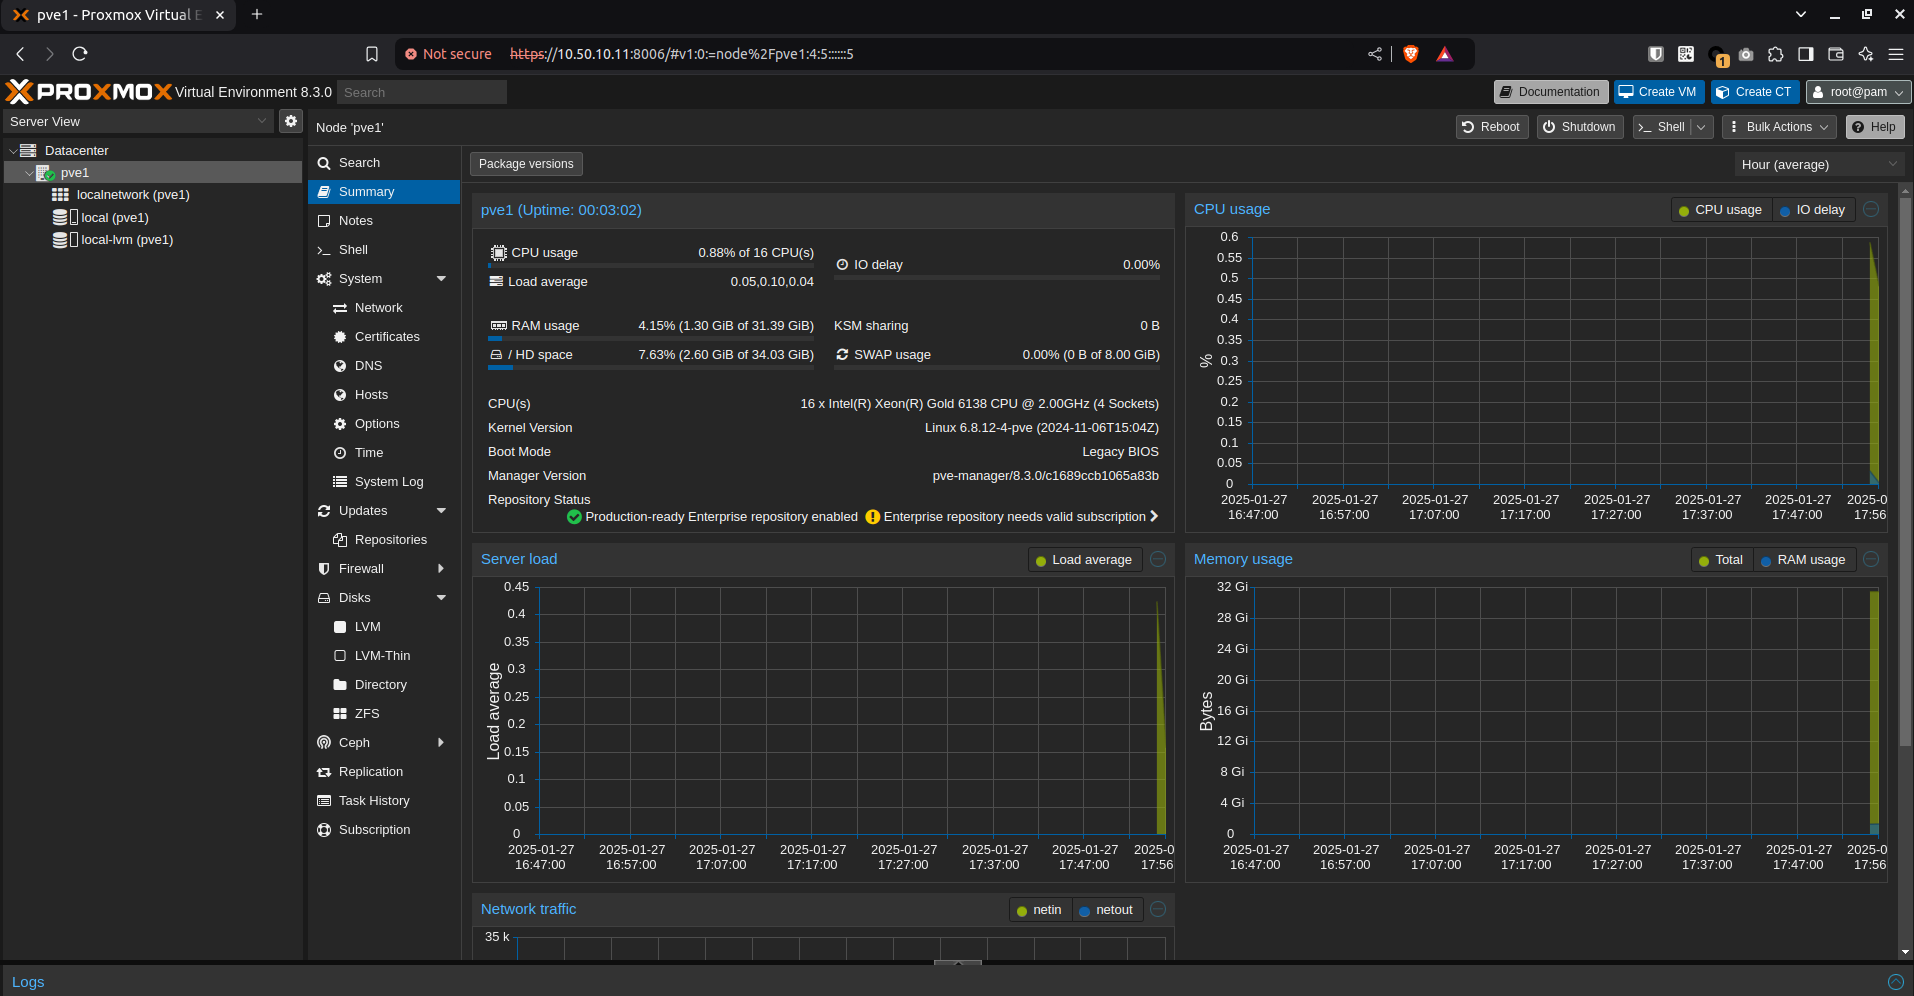 pve1 - Proxmox Virtual E
Not secure https://10.50.10.11:8006/#v1:0:=node%2Fpve1:4:5::::::5
1
PROXMOX Virtual Environment 8.3.0 Search
Documentation Create VM Create CT root@pam
Server View
Node 'pve1'
Reboot Shutdown Shell Bulk Actions Help
Datacenter
pve1
localnetwork (pve1)
local (pve1)
local-lvm (pve1)
Search
Summary
Notes
Shell
System
Network
Certificates
DNS
Hosts
Options
Time
System Log
Updates
Repositories
Firewall
Disks
LVM
LVM-Thin
Directory
ZFS
Ceph
Replication
Task History
Subscription
Package versions
Hour (average)
pve1 (Uptime: 00:03:02)
CPU usage 0.88% of 16 CPU(s)
IO delay 0.00%
Load average 0.05,0.10,0.04
RAM usage 4.15% (1.30 GiB of 31.39 GiB)
KSM sharing 0 B
/ HD space 7.63% (2.60 GiB of 34.03 GiB)
SWAP usage 0.00% (0 B of 8.00 GiB)
CPU(s) 16 x Intel(R) Xeon(R) Gold 6138 CPU @ 2.00GHz (4 Sockets)
Kernel Version Linux 6.8.12-4-pve (2024-11-06T15:04Z)
Boot Mode Legacy BIOS
Manager Version pve-manager/8.3.0/c1689ccb1065a83b
Repository Status
Production-ready Enterprise repository enabled Enterprise repository needs valid subscription
CPU usage
CPU usage IO delay
0.6
0.55
0.5
0.45
0.4
0.35
0.3
0.25
0.2
0.15
0.1
0.05
0
%
2025-01-27 2025-01-27 2025-01-27 2025-01-27 2025-01-27 2025-01-27 2025-01-27 2025-0
16:47:00 16:57:00 17:07:00 17:17:00 17:27:00 17:37:00 17:47:00 17:56
Server load
Load average
0.45
0.4
0.35
0.3
0.25
0.2
0.15
0.1
0.05
0
Load average
2025-01-27 2025-01-27 2025-01-27 2025-01-27 2025-01-27 2025-01-27 2025-01-27 2025-0
16:47:00 16:57:00 17:07:00 17:17:00 17:27:00 17:37:00 17:47:00 17:56
Memory usage
Total RAM usage
32 Gi
28 Gi
24 Gi
20 Gi
16 Gi
12 Gi
8 Gi
4 Gi
0
Bytes
2025-01-27 2025-01-27 2025-01-27 2025-01-27 2025-01-27 2025-01-27 2025-01-27 2025-0
16:47:00 16:57:00 17:07:00 17:17:00 17:27:00 17:37:00 17:47:00 17:56
Network traffic
netin netout
35 k
Logs